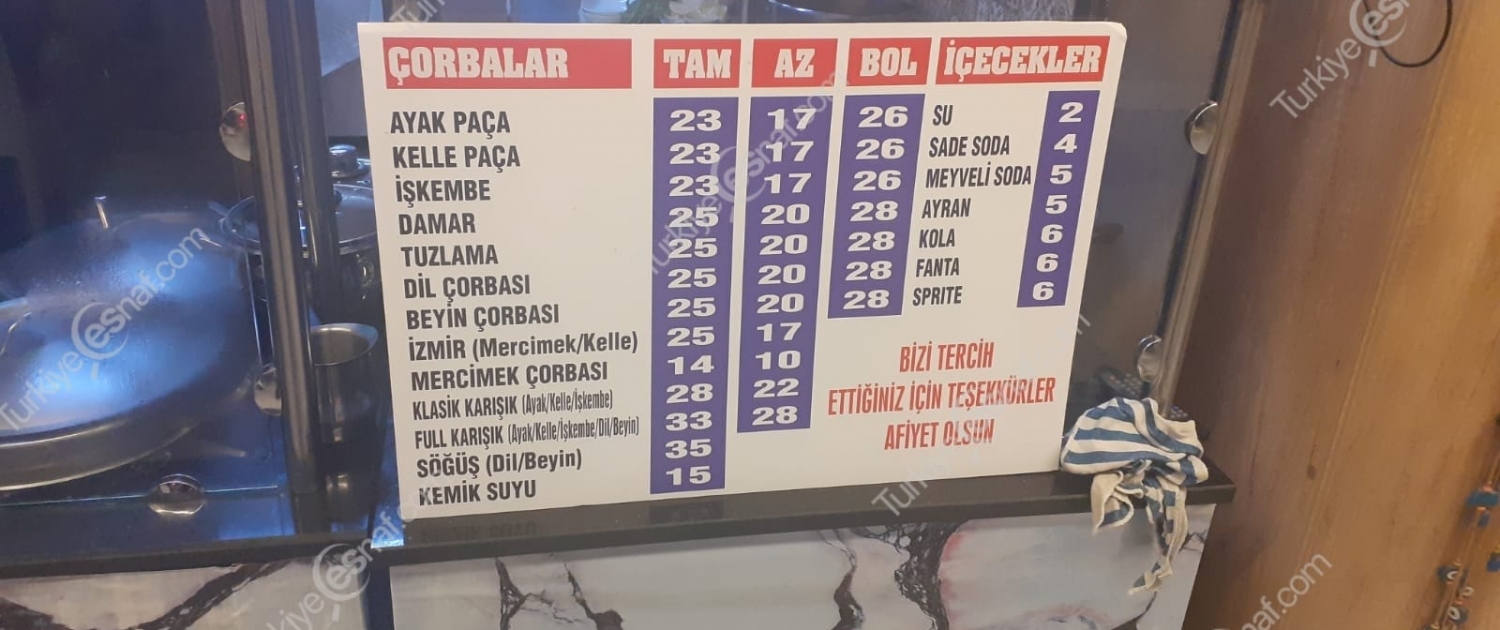 ÇORBALAR TAM AZ BOL İÇECEKLER
AYAK PAÇA 23 17 26 SU 2
KELLE PAÇA 23 17 26 SADE SODA 4
İŞKEMBE 23 17 26 MEYVELİ SODA 5
DAMAR 25 20 28 AYRAN 5
TUZLAMA 25 20 28 KOLA 6
DİL ÇORBASI 25 20 28 FANTA 6
BEYİN ÇORBASI 25 20 28 SPRITE 6
İZMİR (Mercimek/Kelle) 25 17
MERCİMEK ÇORBASI 14 10
KLASİK KARIŞIK (Ayak/Kelle/İşkembe) 28 22
FULL KARIŞIK (Ayak/Kelle/İşkembe/Dil/Beyin) 33 28
SÖĞÜŞ (Dil/Beyin) 35
KEMİK SUYU 15
BİZİ TERCİH
ETTİĞİNİZ İÇİN TEŞEKKÜRLER
AFİYET OLSUN
Turkiye esnaf.com